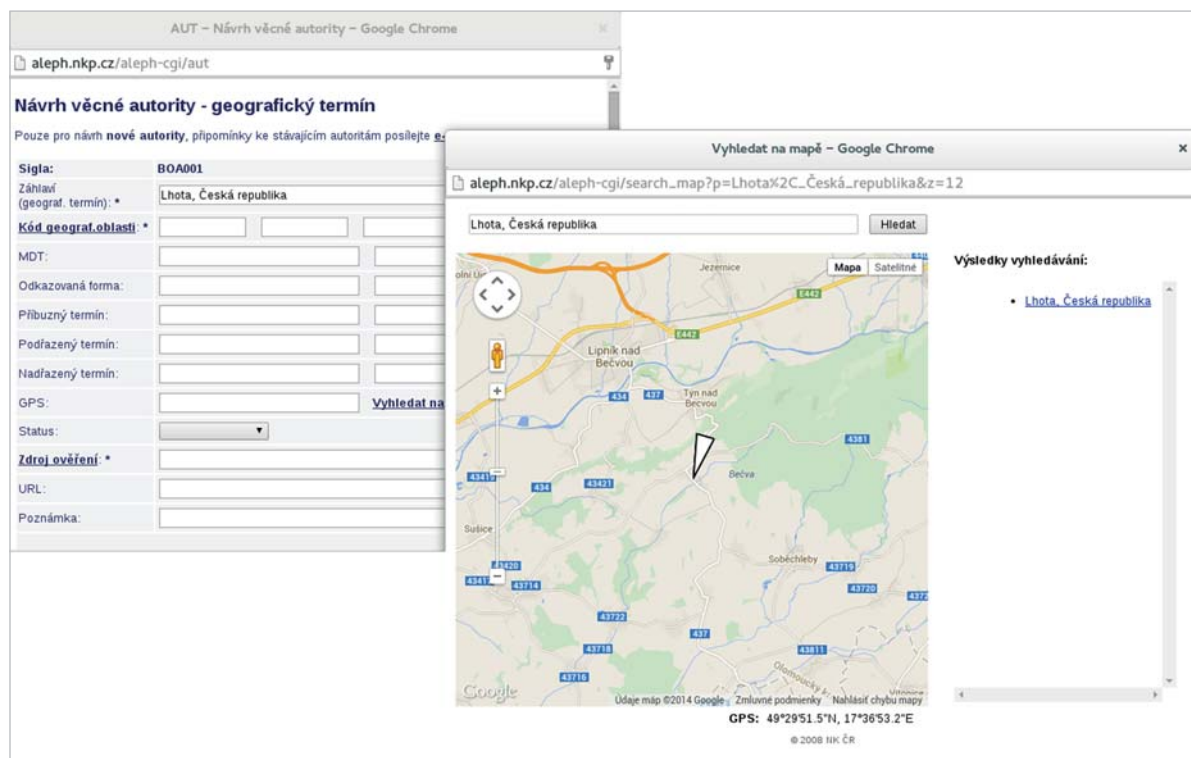 AUT – Návrh věcné autority – Google Chrome
aleph.nkp.cz/aleph-cgi/aut
Návrh věcné autority - geografický termín
Pouze pro návrh nové autority, připomínky ke stávajícím autoritám posílejte
Sigla: BOA001
Záhlaví
(geograf. termín): * Lhota, Česká republika
Kód geograf.oblasti: *
MDT:
Odkazovaná forma:
Příbuzný termín:
Podřazený termín:
Nadřazený termín:
GPS: Vyhledat na
Status:
Zdroj ověření: *
URL:
Poznámka:
Vyhledat na mapě – Google Chrome
aleph.nkp.cz/aleph-cgi/search_map?p=Lhota%2C_Česká_republika&z=12
Lhota, Česká republika Hledat
Mapa Satelitné
Jezernice
E442
E442
Lipník nad
Bečvou
434 437
Týn nad
Becvou
4381
Bečva
434 43421
Sušice
Soběchleby
43420 43719
43714 43720
43722
437
43718 43811
43716
Olomoucký
Google
Údaje máp ©2014 Google Zmluvné podmienky Nahlásiť chybu mapy
GPS: 49°29'51.5"N, 17°36'53.2"E
© 2008 NK ČR
Výsledky vyhledávání:
• Lhota, Česká republika